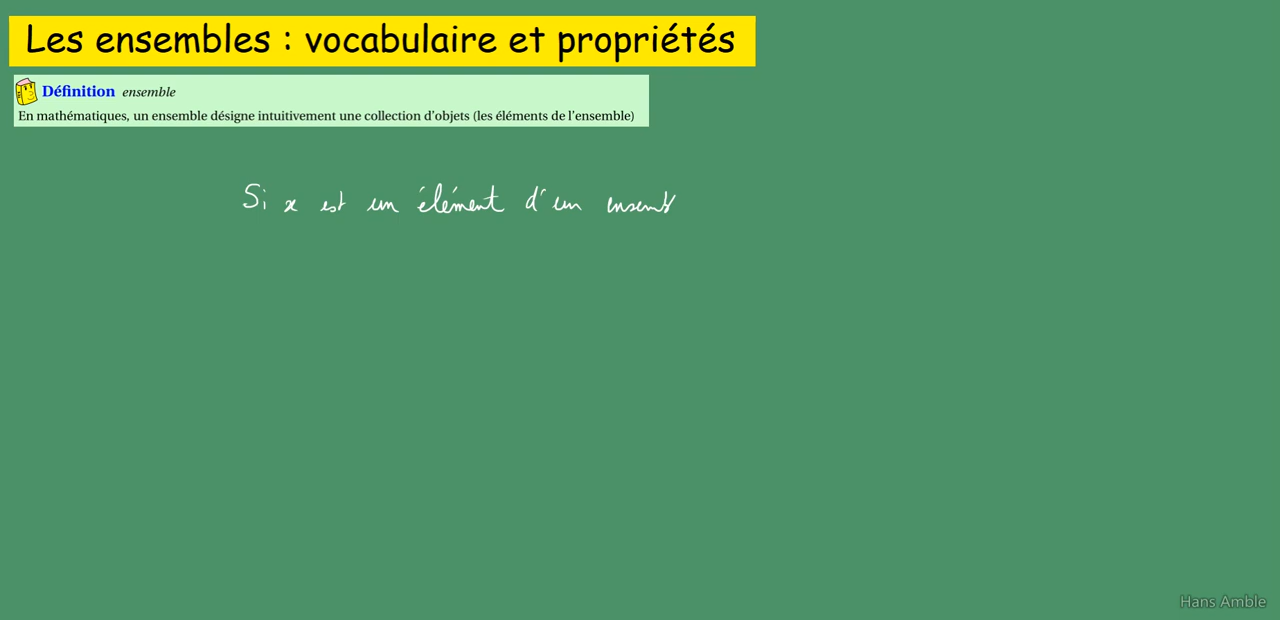 Les ensembles : vocabulaire et propriétés
Définition ensemble
En mathématiques, un ensemble désigne intuitivement une collection d'objets (les éléments de l'ensemble)
Si x est un élément d'un ensemb
Hans Amble